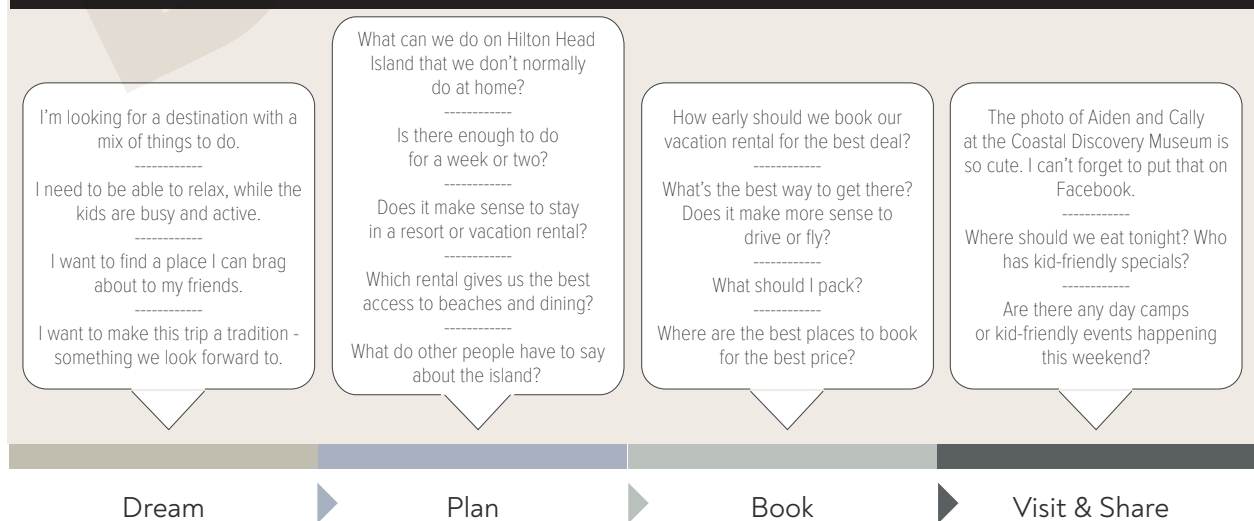 I'm looking for a destination with a
mix of things to do.
------------
I need to be able to relax, while the
kids are busy and active.
------------
I want to find a place I can brag
about to my friends.
------------
I want to make this trip a tradition -
something we look forward to.
What can we do on Hilton Head
Island that we don't normally
do at home?
------------
Is there enough to do
for a week or two?
------------
Does it make sense to stay
in a resort or vacation rental?
------------
Which rental gives us the best
access to beaches and dining?
------------
What do other people have to say
about the island?
How early should we book our
vacation rental for the best deal?
------------
What's the best way to get there?
Does it make more sense to
drive or fly?
------------
What should I pack?
------------
Where are the best places to book
for the best price?
The photo of Aiden and Cally
at the Coastal Discovery Museum is
so cute. I can't forget to put that on
Facebook.
------------
Where should we eat tonight? Who
has kid-friendly specials?
------------
Are there any day camps
or kid-friendly events happening
this weekend?
Dream
Plan
Book
Visit & Share